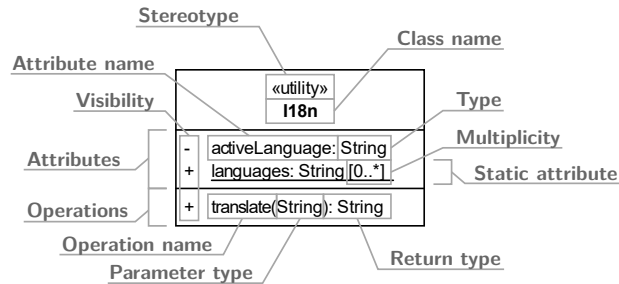 Stereotype
Class name
Attribute name
«utility»
Visibility
I18n
Type
Multiplicity
- activeLanguage: String
Attributes
+ languages: String [0..*]
Static attribute
Operations
+ translate(String): String
Operation name
Return type
Parameter type